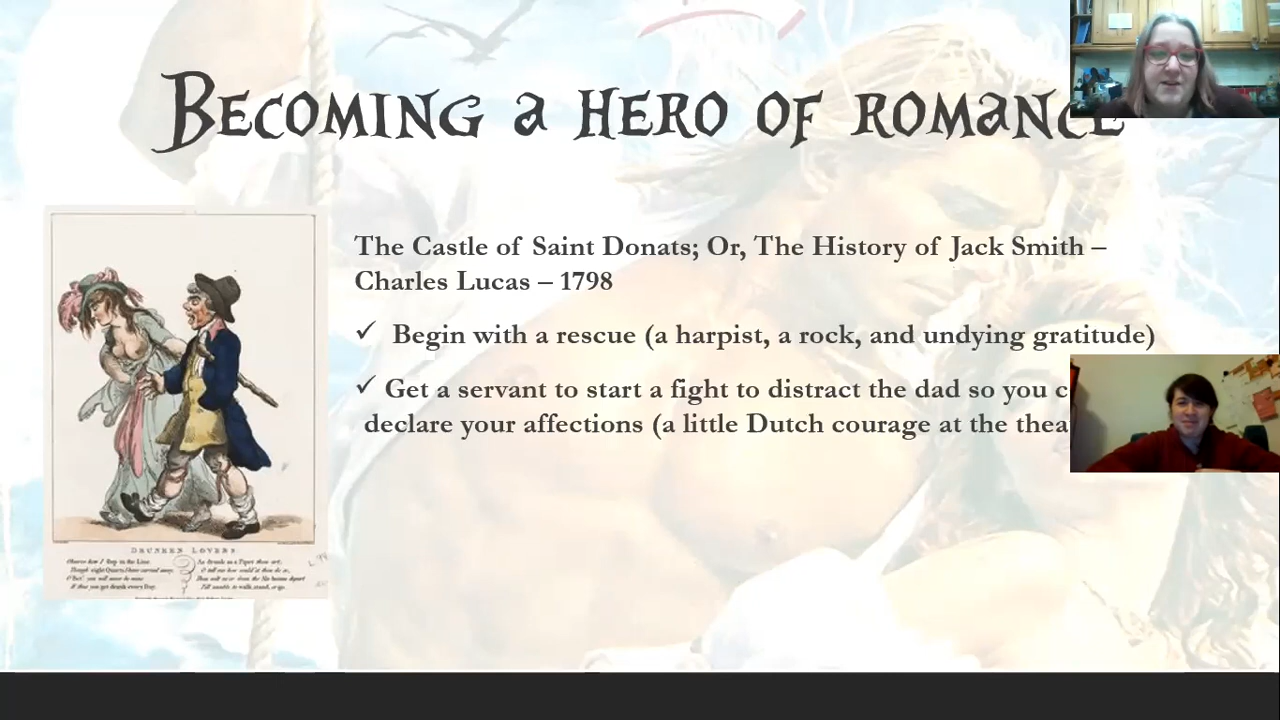 Becoming a hero of romance
The Castle of Saint Donats; Or, The History of Jack Smith –
Charles Lucas – 1798
✓ Begin with a rescue (a harpist, a rock, and undying gratitude)
✓ Get a servant to start a fight to distract the dad so you c
declare your affections (a little Dutch courage at the thea
DRUNKEN LOVERS